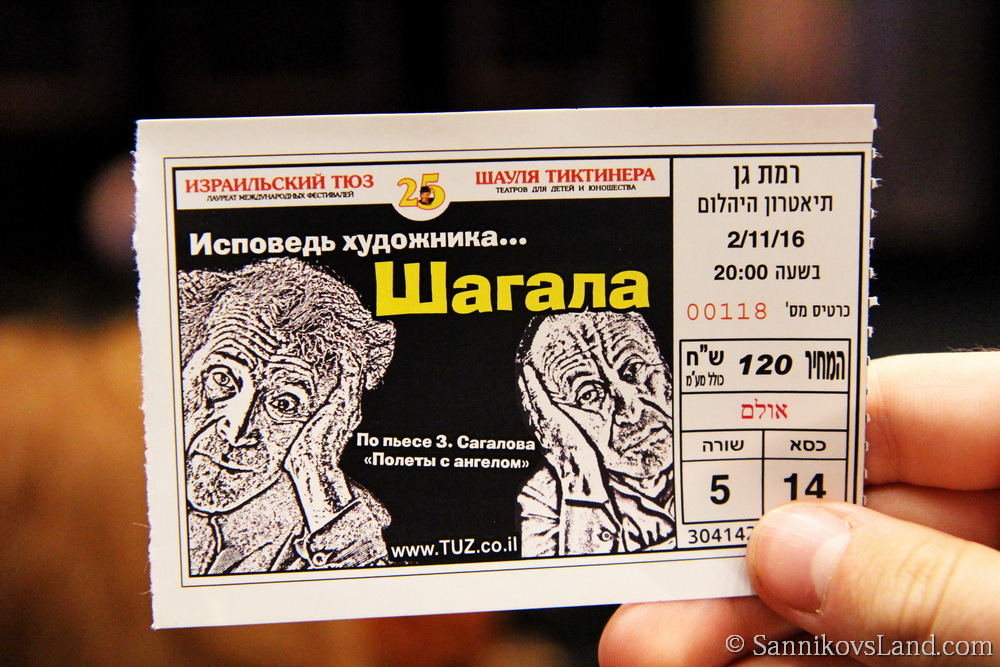 ИЗРАИЛЬСКИЙ ТЮЗ
ЛАУРЕАТ МЕЖДУНАРОДНЫХ ФЕСТИВАЛЕЙ
25
ШАУЛЯ ТИКТИНЕРА
ТЕАТРОВ ДЛЯ ДЕТЕЙ И ЮНОШЕСТВА
Исповедь художника...
Шагала
По пьесе З. Сагалова
«Полеты с ангелом»
www.TUZ.co.il
רמת גן
תיאטרון היהלום
2/11/16
בשעה 20:00
כרטיס מס' 00118
המחיר 120 ש"ח
כולל מע"מ
אולם
כסא שורה
14 5
30414
© SannikovsLand.com